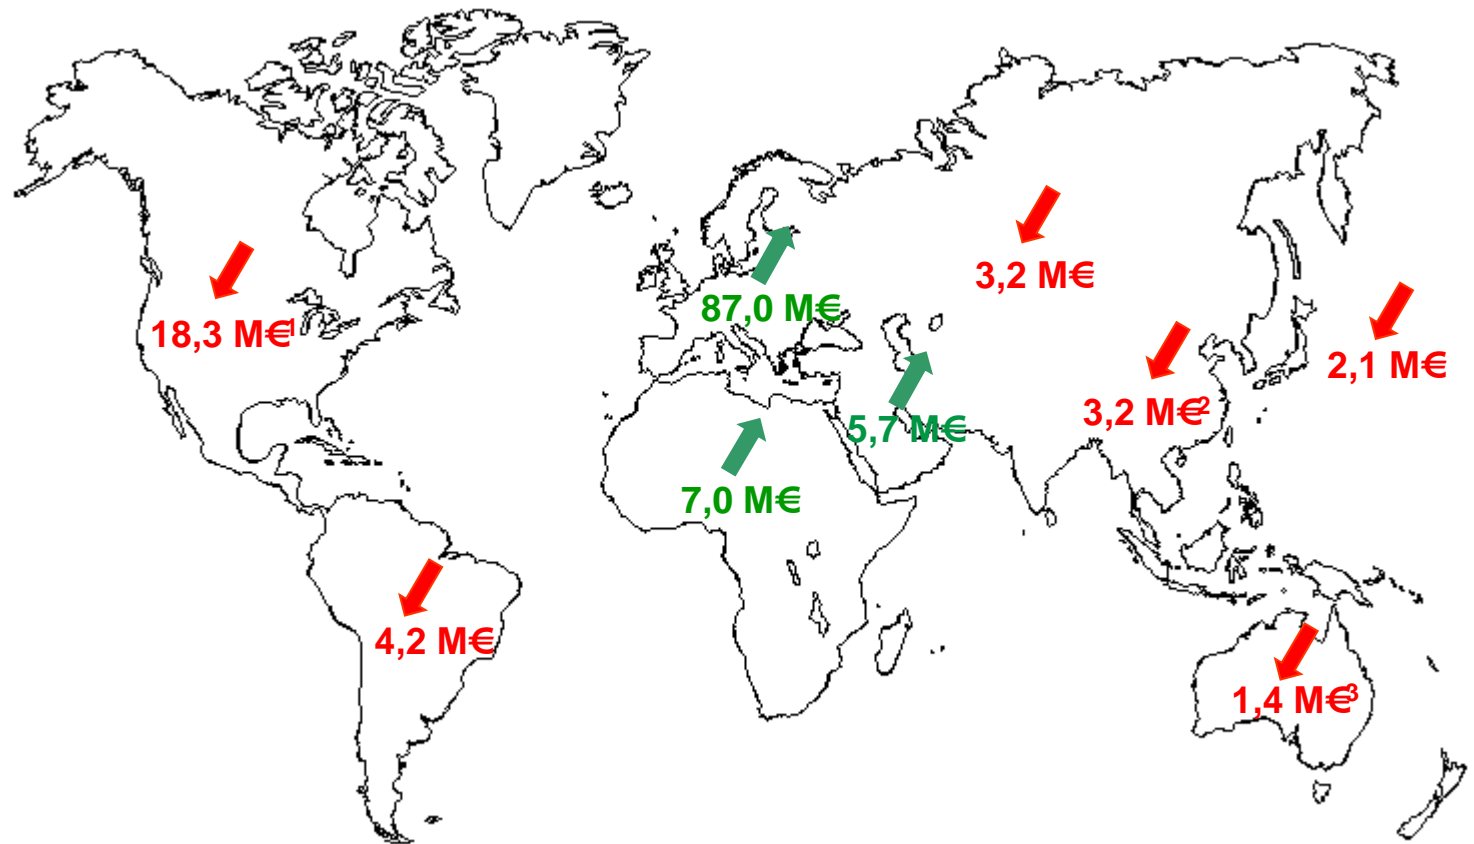 3,2 M€
87,0 M€
18,3 M€¹
2,1 M€
3,2 M€²
5,7 M€
7,0 M€
4,2 M€
1,4 M€³